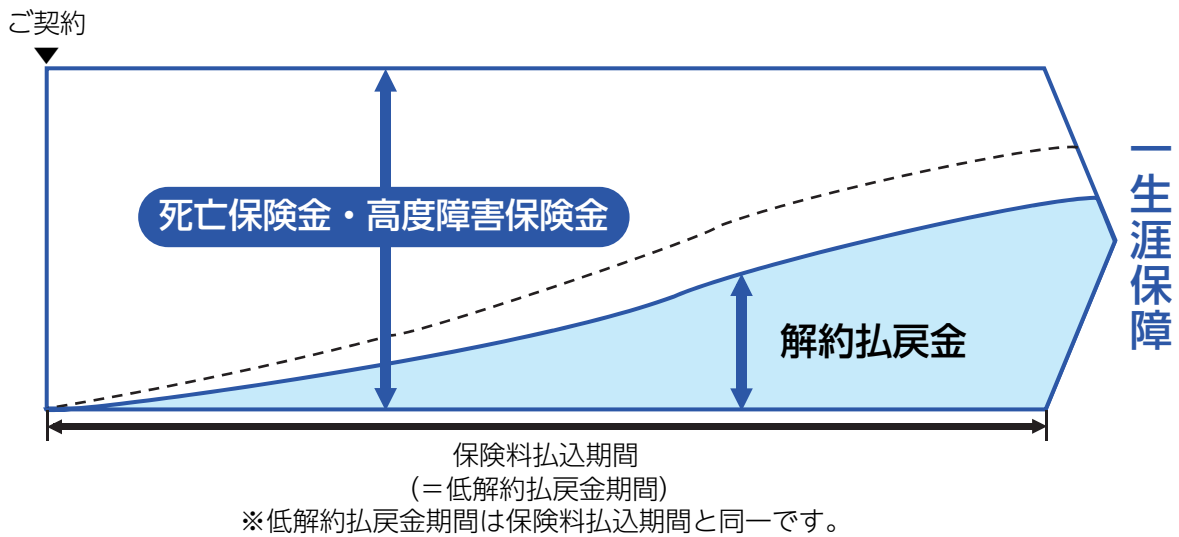 ご契約
死亡保険金・高度障害保険金
解約払戻金
一生涯保障
保険料払込期間
(＝低解約払戻金期間)
※低解約払戻金期間は保険料払込期間と同一です。